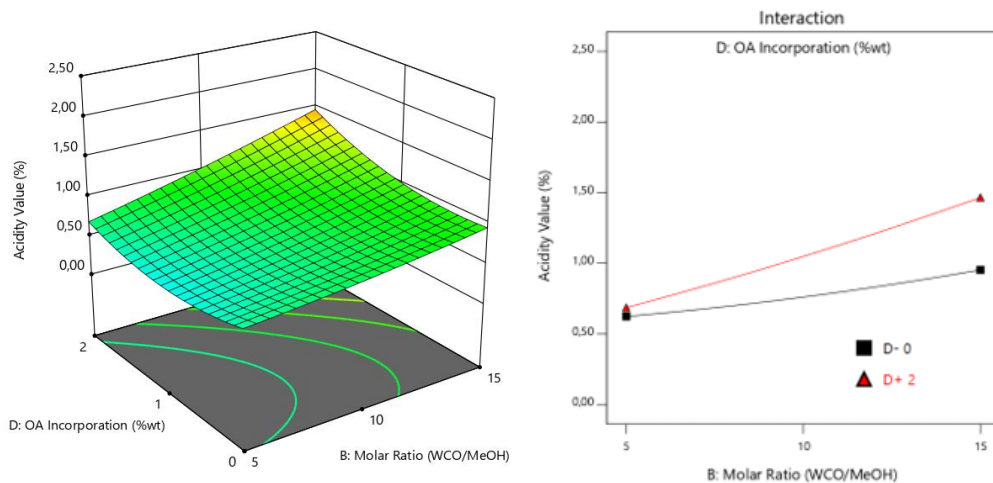 2,50
2,00
1,50
1,00
0,50
0,00
Acidity Value (%)
2
1
0
D: OA Incorporation (%wt)
5
10
15
B: Molar Ratio (WCO/MeOH)
Interaction
D: OA Incorporation (%wt)
2,50
2,00
1,50
1,00
0,50
0,00
Acidity Value (%)
D- 0
D+ 2
5
10
15
B: Molar Ratio (WCO/MeOH)